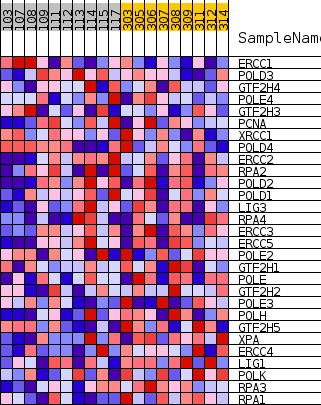 108 107 108 109 111 112 113 114 115 117 303 305 306 307 308 309 311 312 314
SampleName
ERCC1
POLD3
GTF2H4
POLE4
GTF2H3
PCNA
XRCC1
POLD4
ERCC2
RPA2
POLD2
POLD1
LIG3
RPA4
ERCC3
ERCC5
POLE2
GTF2H1
POLE
GTF2H2
POLE3
POLH
GTF2H5
XPA
ERCC4
LIG1
POLK
RPA3
RPA1